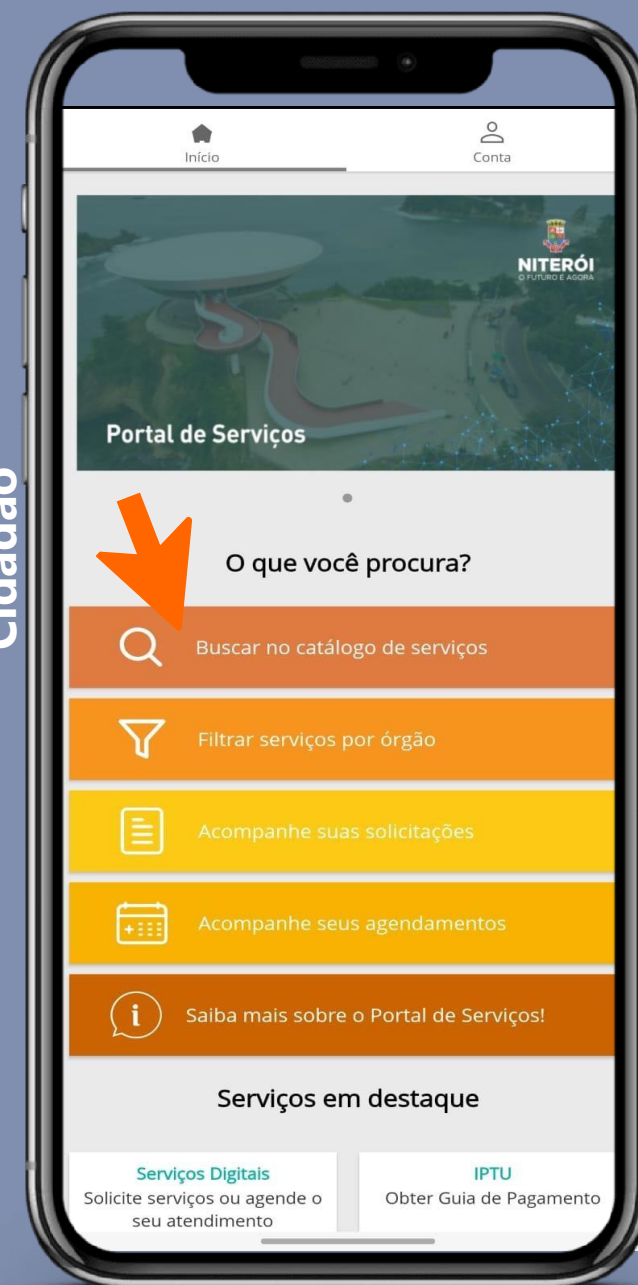 Cidadão
Início
Conta
NITERÓI
O FUTURO É AGORA
Portal de Serviços
O que você procura?
Buscar no catálogo de serviços
Filtrar serviços por órgão
Acompanhe suas solicitações
Acompanhe seus agendamentos
Saiba mais sobre o Portal de Serviços!
Serviços em destaque
Serviços Digitais
Solicite serviços ou agende o
seu atendimento
IPTU
Obter Guia de Pagamento